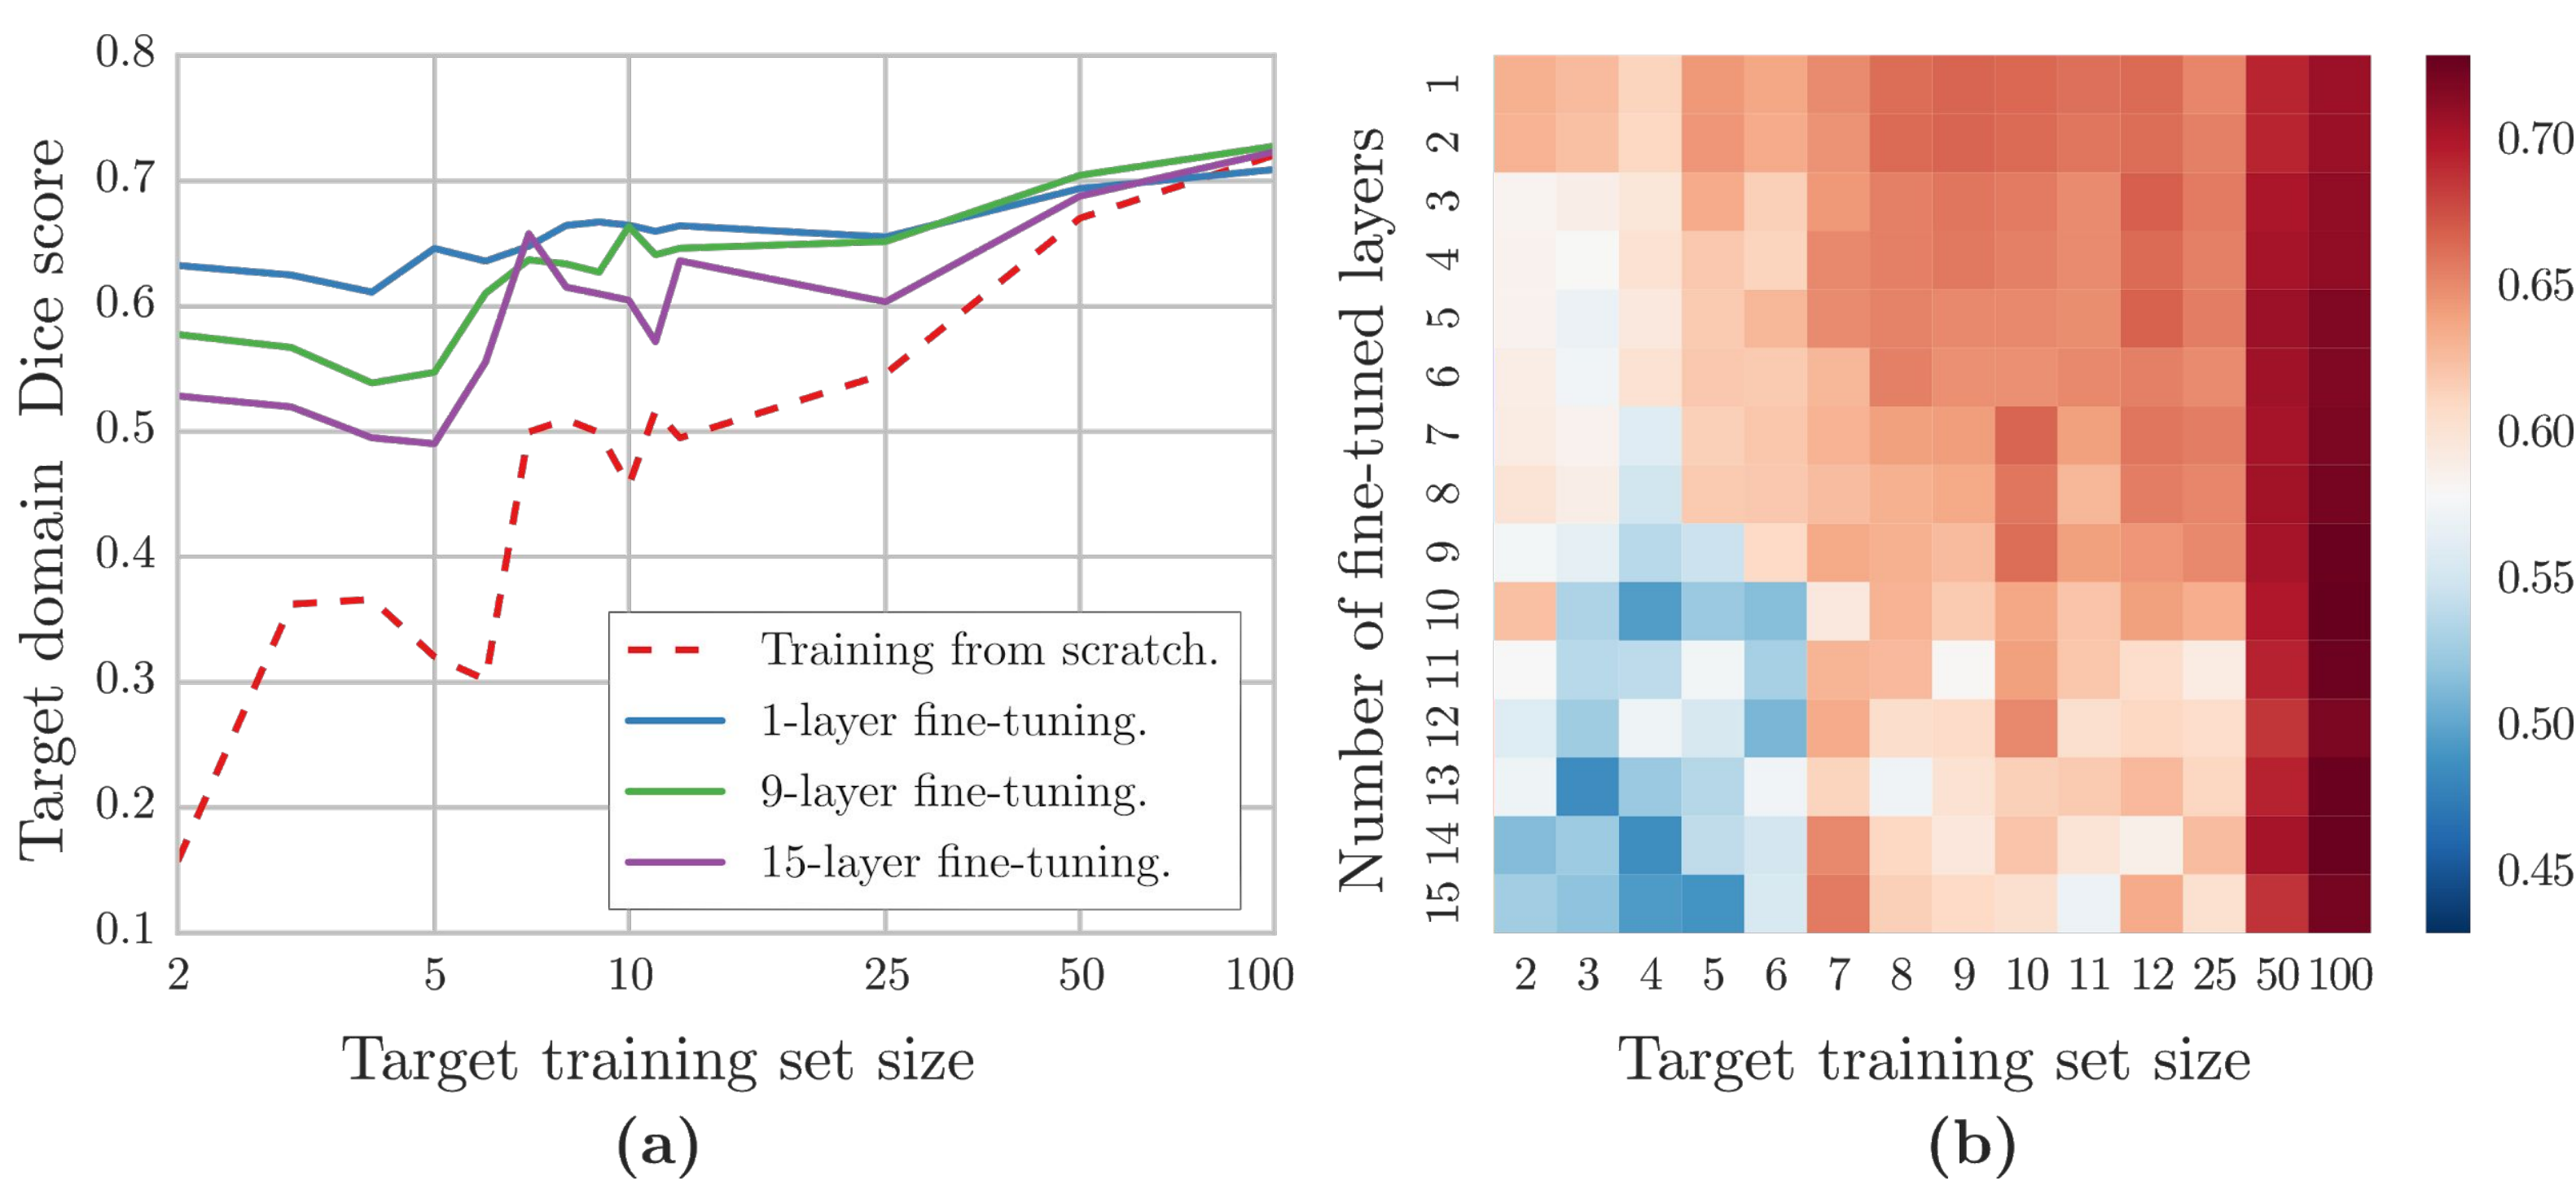 Target domain  Dice score
0.8
0.7
0.6
0.5
0.4
0.3
0.2
0.1
Training from scratch.
1-layer fine-tuning.
9-layer fine-tuning.
15-layer fine-tuning.
2 5 10 25 50 100
Target training set size
(a)
Number of fine-tuned layers
1
2
3
4
5
6
7
8
9
10
11
12
13
14
15
2 3 4 5 6 7 8 9 10 11 12 25 50 100
Target training set size
(b)
0.70
0.65
0.60
0.55
0.50
0.45